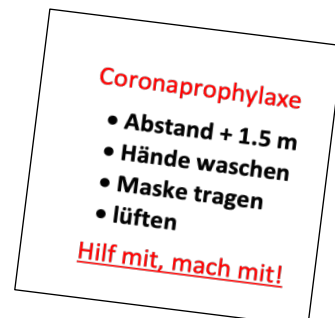 Coronaprophylaxe
• Abstand + 1.5 m
• Hände waschen
• Maske tragen
• lüften
Hilf mit, mach mit!